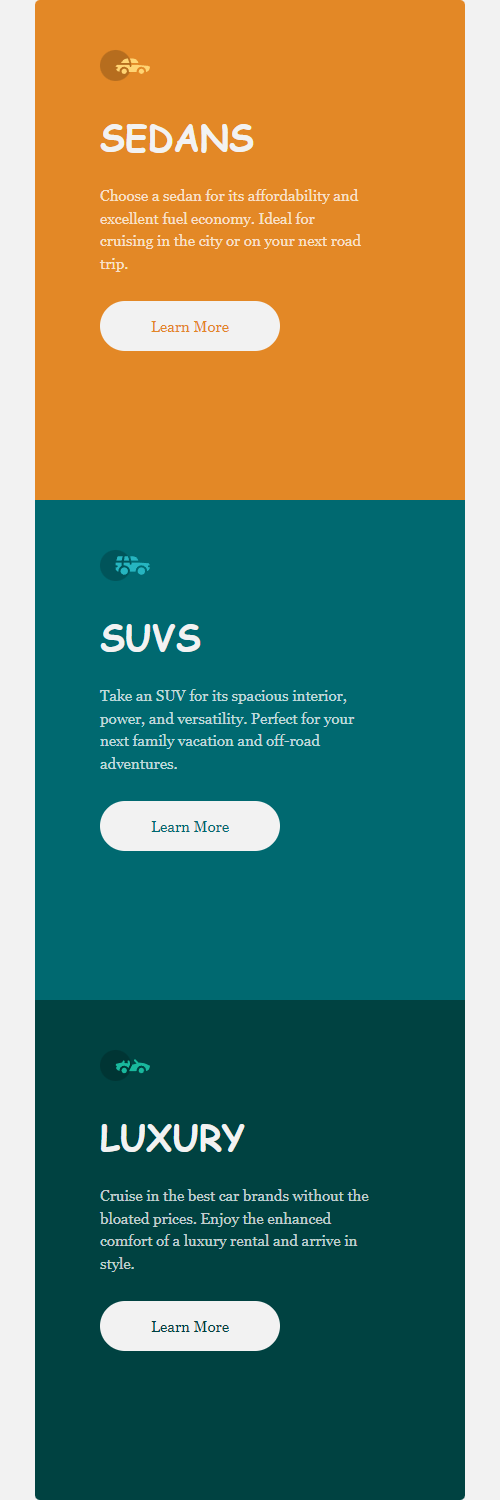 SEDANS
Choose a sedan for its affordability and
excellent fuel economy. Ideal for
cruising in the city or on your next road
trip.
Learn More
SUVS
Take an SUV for its spacious interior,
power, and versatility. Perfect for your
next family vacation and off-road
adventures.
Learn More
LUXURY
Cruise in the best car brands without the
bloated prices. Enjoy the enhanced
comfort of a luxury rental and arrive in
style.
Learn More